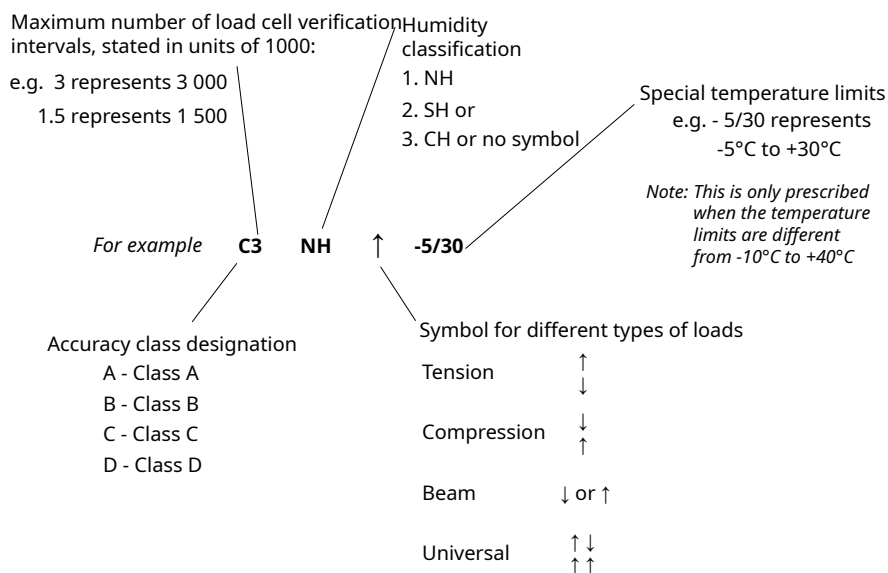 Maximum number of load cell verification
intervals, stated in units of 1000:
e.g. 3 represents 3 000
1.5 represents 1 500
Humidity
classification
1. NH
2. SH or
3. CH or no symbol
Special temperature limits
e.g. - 5/30 represents
-5°C to +30°C
Note: This is only prescribed
when the temperature
limits are different
from -10°C to +40°C
For example C3 NH ↑ -5/30
Accuracy class designation
A - Class A
B - Class B
C - Class C
D - Class D
Symbol for different types of loads
Tension ↑
↓
Compression ↓
↑
Beam ↓ or ↑
Universal ↑ ↓
↑ ↑